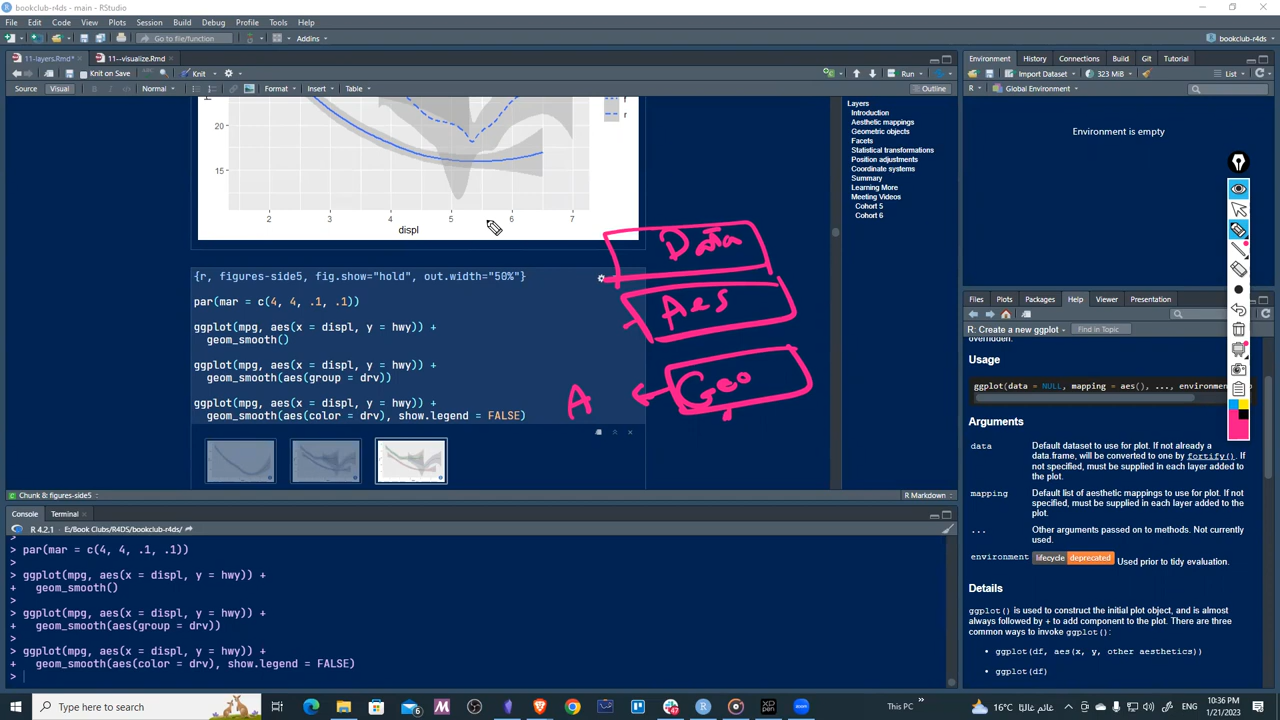 bookclub-r4ds - main - RStudio
File Edit Code View Plots Session Build Debug Profile Tools Help
Go to file/function Addins bookclub-r4ds
11-layers.Rmd* 11--visualize.Rmd
Knit on Save Knit Run
Source Visual B I Normal Format Insert Table Outline
20
15
2 3 4 5 6 7
displ
f
r
{r, figures-side5, fig.show="hold", out.width="50%"}
par(mar = c(4, 4, .1, .1))
ggplot(mpg, aes(x = displ, y = hwy)) +
geom_smooth()
ggplot(mpg, aes(x = displ, y = hwy)) +
geom_smooth(aes(group = drv))
ggplot(mpg, aes(x = displ, y = hwy)) +
geom_smooth(aes(color = drv), show.legend = FALSE)
Data
Aes
Geo
A
Layers
Introduction
Aesthetic mappings
Geometric objects
Facets
Statistical transformations
Position adjustments
Coordinate systems
Summary
Learning More
Meeting Videos
Cohort 5
Cohort 6
Chunk 8: figures-side5 R Markdown
Console Terminal
R 4.2.1 · E:/Book Clubs/R4DS/bookclub-r4ds/
>
> par(mar = c(4, 4, .1, .1))
>
> ggplot(mpg, aes(x = displ, y = hwy)) +
+ geom_smooth()
>
> ggplot(mpg, aes(x = displ, y = hwy)) +
+ geom_smooth(aes(group = drv))
>
> ggplot(mpg, aes(x = displ, y = hwy)) +
+ geom_smooth(aes(color = drv), show.legend = FALSE)
>
Environment History Connections Build Git Tutorial
Import Dataset 323 MiB List
R Global Environment
Environment is empty
Files Plots Packages Help Viewer Presentation
R: Create a new ggplot Find in Topic
overridden.
Usage
ggplot(data = NULL, mapping = aes(), ..., environment
Arguments
data Default dataset to use for plot. If not already a
data.frame, will be converted to one by fortify(). If
not specified, must be supplied in each layer added to
the plot.
mapping Default list of aesthetic mappings to use for plot. If not
specified, must be supplied in each layer added to the
plot.
... Other arguments passed on to methods. Not currently
used.
environment lifecycle deprecated Used prior to tidy evaluation.
Details
ggplot() is used to construct the initial plot object, and is almost
always followed by + to add component to the plot. There are three
common ways to invoke ggplot():
• ggplot(df, aes(x, y, other aesthetics))
• ggplot(df)
Type here to search
This PC
16°C
10:36 PM
1/21/2023